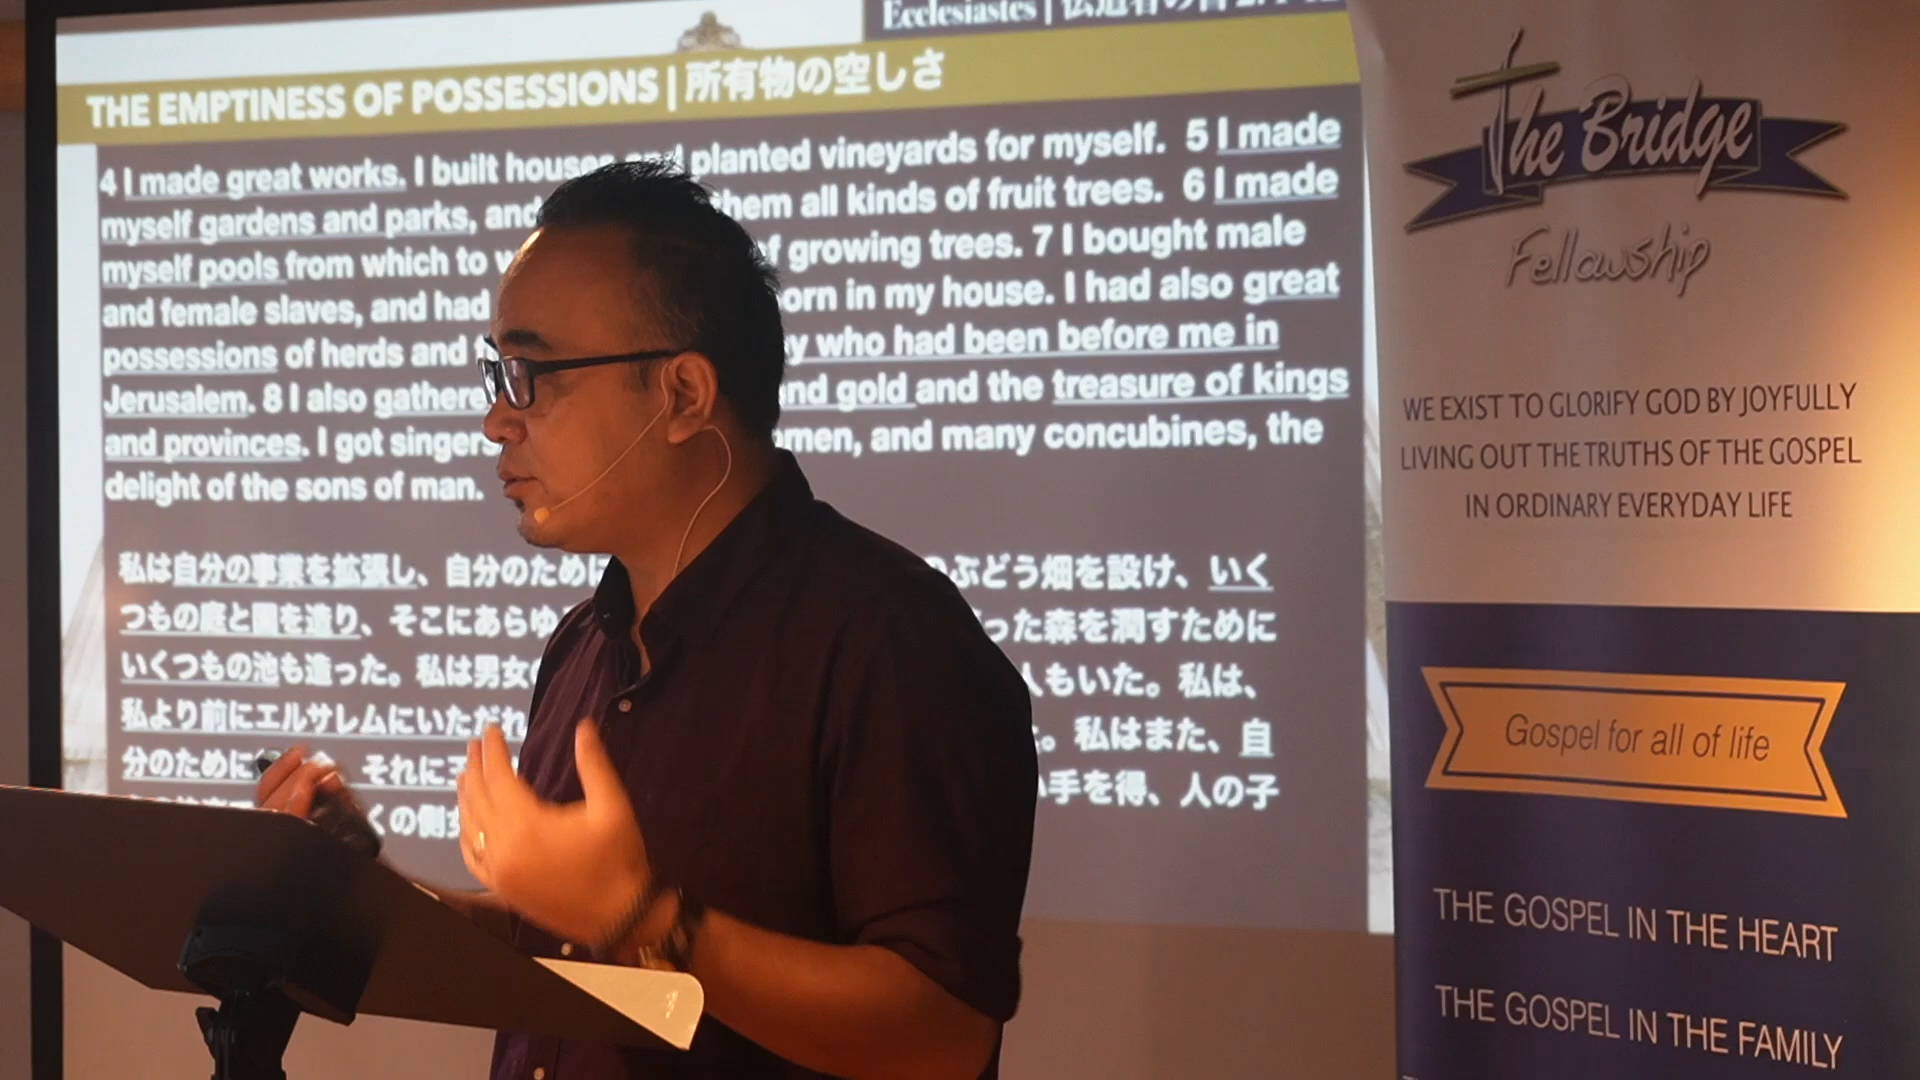 Ecclesiastes |
THE EMPTINESS OF POSSESSIONS | 所有物の空しさ
4 I made great works. I built houses and planted vineyards for myself. 5 I made
myself gardens and parks, and them all kinds of fruit trees. 6 I made
myself pools from which to growing trees. 7 I bought male
and female slaves, and had in my house. I had also great
possessions of herds and who had been before me in
Jerusalem. 8 I also and gold and the treasure of kings
and provinces. I got singers and many concubines, the
delight of the sons of man.
私は自分の事業を拡張し、自分のために ぶどう畑を設け、いく
つもの庭と園を造り、そこにあらゆ った森を潤すために
いくつもの池も造った。私は男女 人もいた。私は、
私より前にエルサレムにいただれ 。私はまた、自
分のために それに 手を得、人の子
くの側
The Bridge
Fellowship
WE EXIST TO GLORIFY GOD BY JOYFULLY
LIVING OUT THE TRUTHS OF THE GOSPEL
IN ORDINARY EVERYDAY LIFE
Gospel for all of life
THE GOSPEL IN THE HEART
THE GOSPEL IN THE FAMILY